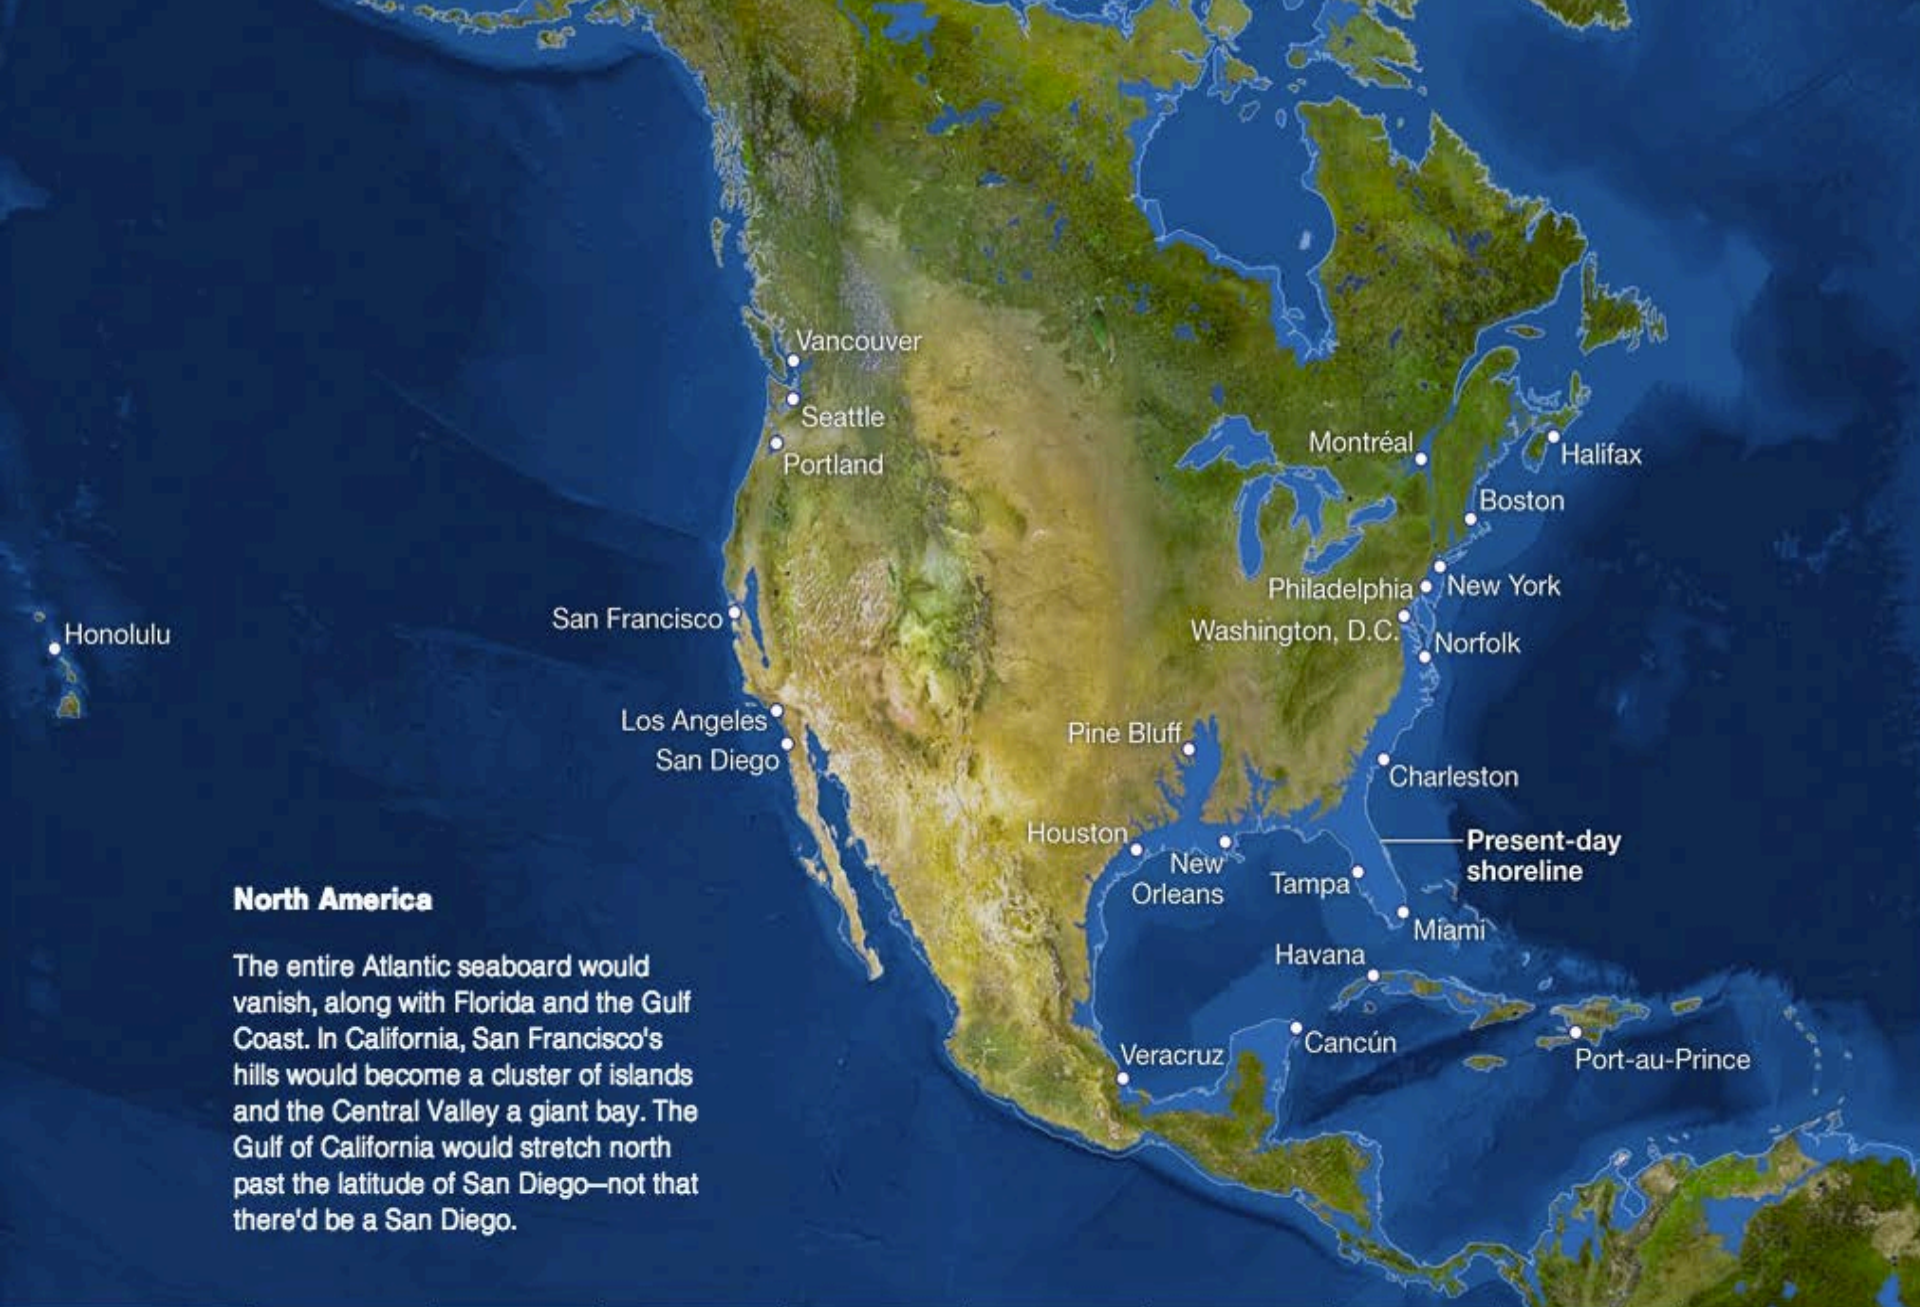 Vancouver
Seattle
Portland
Montréal
Halifax
Boston
Philadelphia
New York
San Francisco
Washington, D.C.
Honolulu
Norfolk
Los Angeles
Pine Bluff
San Diego
Charleston
Houston
Present-day
shoreline
New
Orleans
Tampa
Miami
Havana
Cancún
Veracruz
Port-au-Prince
North America
The entire Atlantic seaboard would
vanish, along with Florida and the Gulf
Coast. In California, San Francisco's
hills would become a cluster of islands
and the Central Valley a giant bay. The
Gulf of California would stretch north
past the latitude of San Diego—not that
there'd be a San Diego.